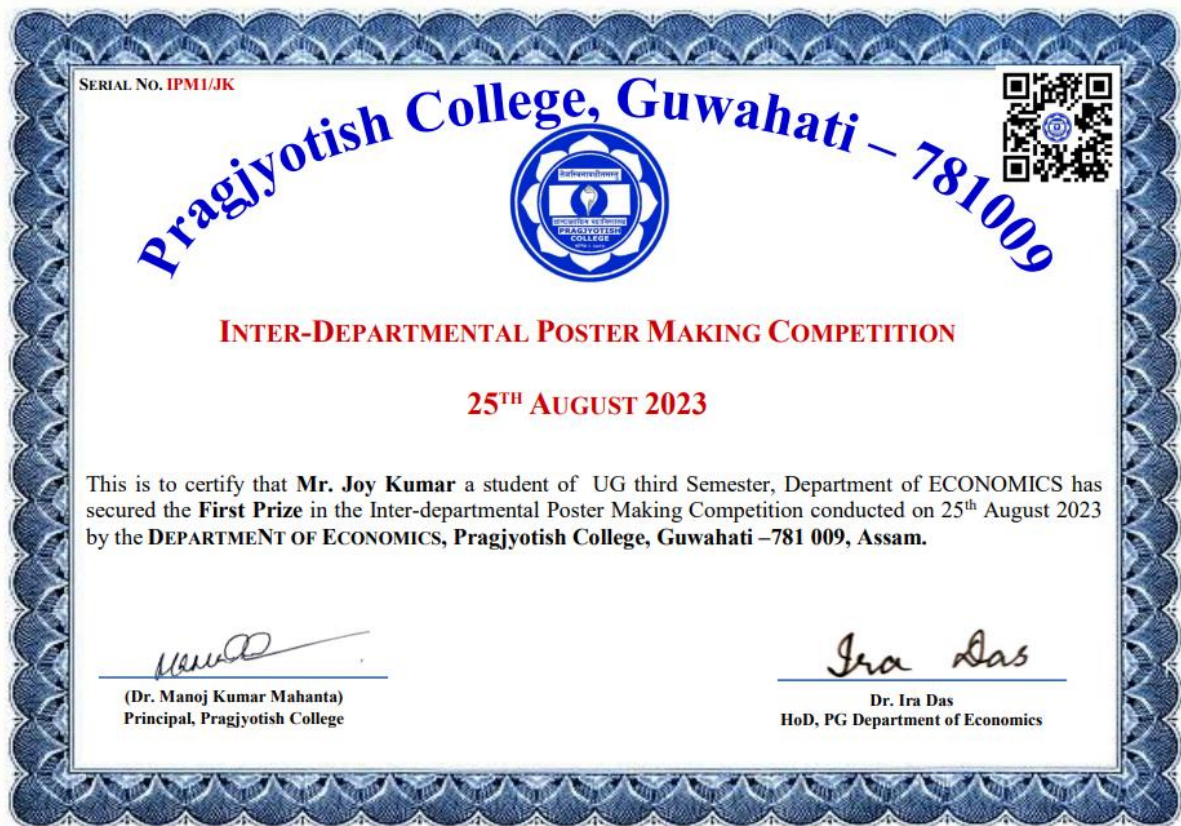 SERIAL NO. IPM1/JK
Pragjyotish College, Guwahati – 781009
तेजस्विनावधीतमस्तु
PRAGJYOTISH
COLLEGE
INTER-DEPARTMENTAL POSTER MAKING COMPETITION
25TH AUGUST 2023
This is to certify that Mr. Joy Kumar a student of UG third Semester, Department of ECONOMICS has
secured the First Prize in the Inter-departmental Poster Making Competition conducted on 25th August 2023
by the DEPARTMENT OF ECONOMICS, Pragjyotish College, Guwahati –781 009, Assam.
Ira Das
(Dr. Manoj Kumar Mahanta)
Principal, Pragjyotish College
Dr. Ira Das
HoD, PG Department of Economics